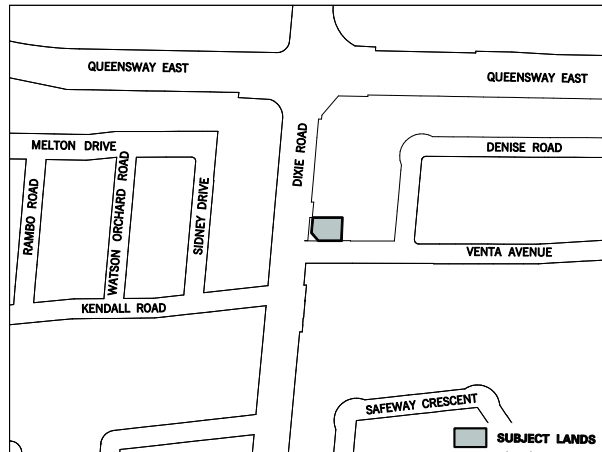 QUEENSWAY EAST
QUEENSWAY EAST
DIXIE ROAD
MELTON DRIVE
DENISE ROAD
RAMBO ROAD
WATSON ORCHARD ROAD
SIDNEY DRIVE
VENTA AVENUE
KENDALL ROAD
SAFEWAY CRESCENT
SUBJECT LANDS